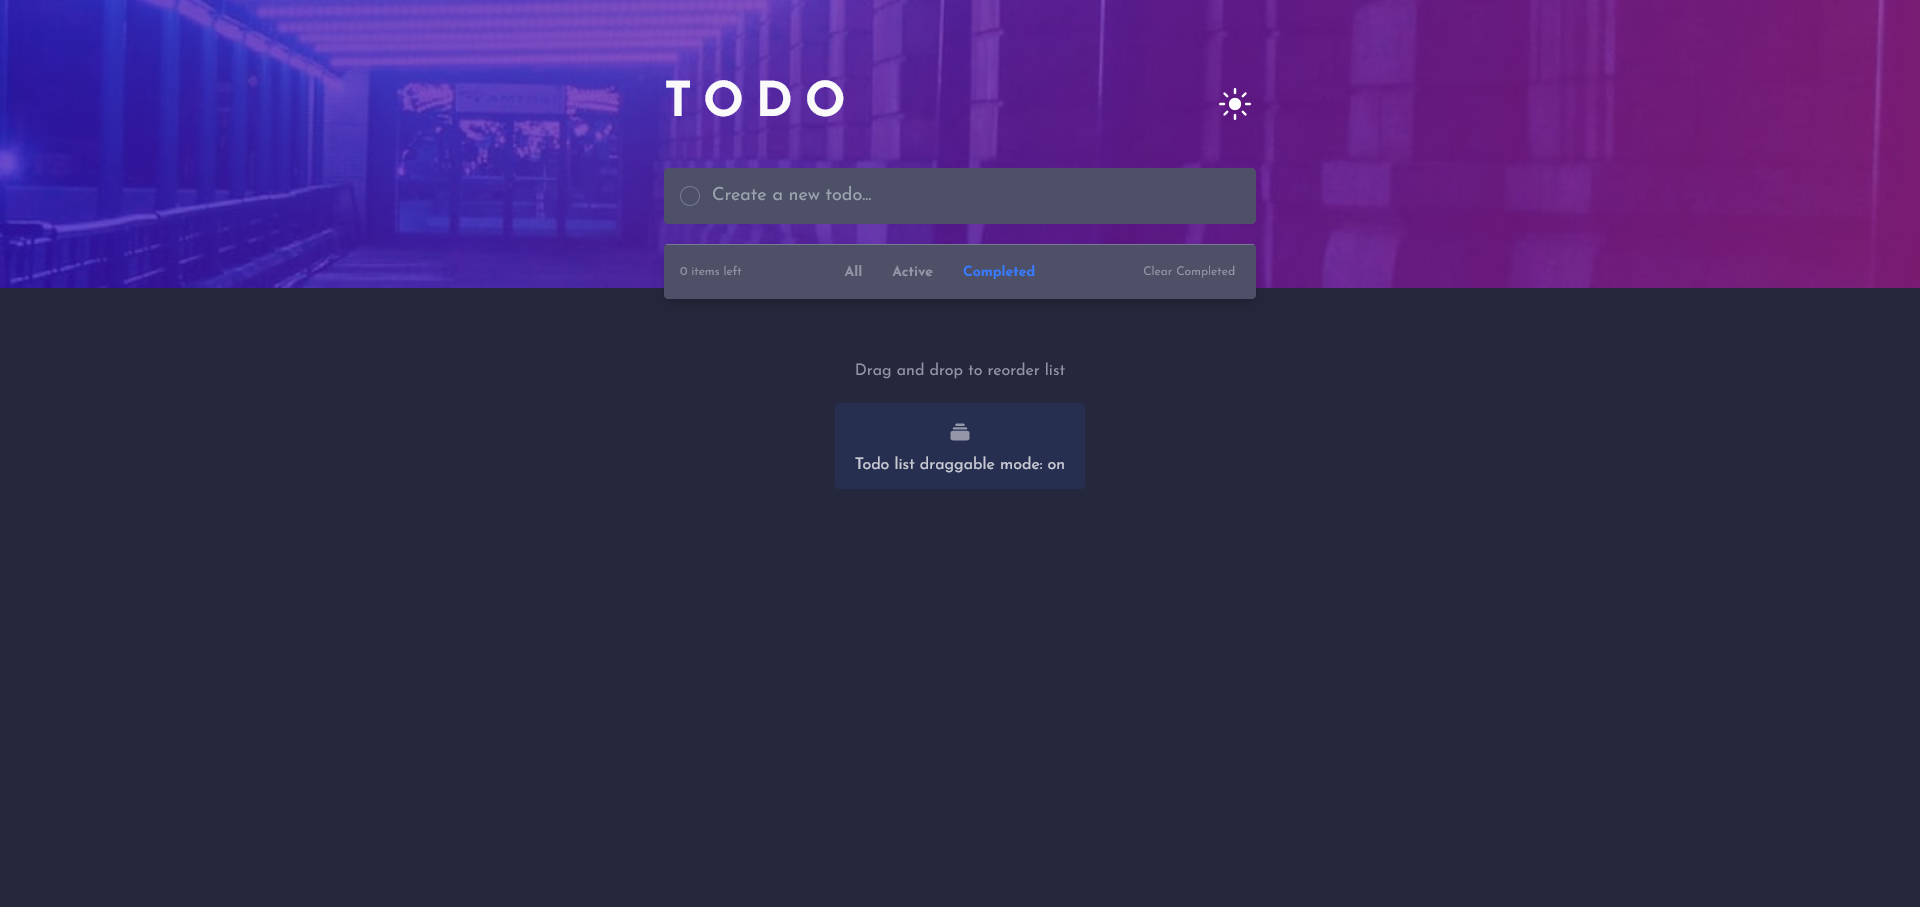 TODO
Create a new todo...
0 items left
All
Active
Completed
Clear Completed
Drag and drop to reorder list
Todo list draggable mode: on